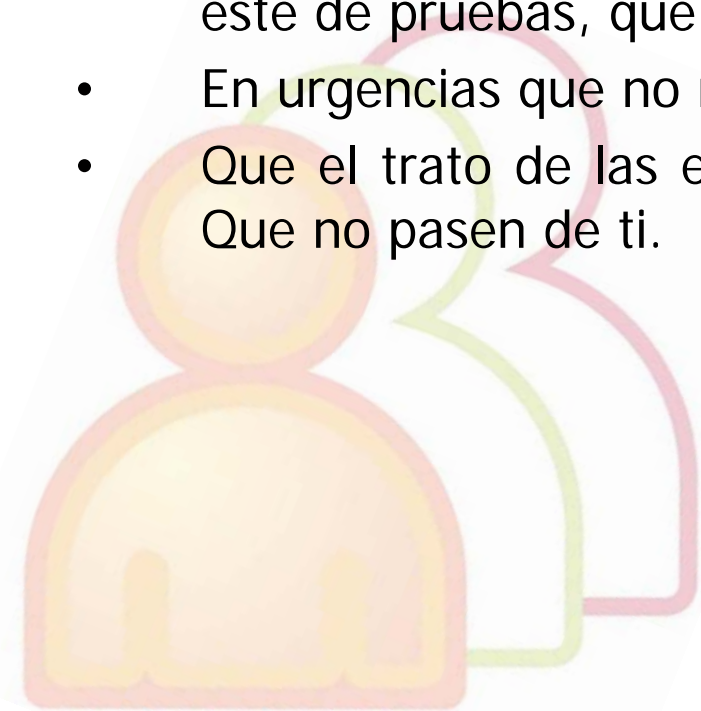 este de pruebas, que
• En urgencias que no
• Que el trato de las e
Que no pasen de ti.